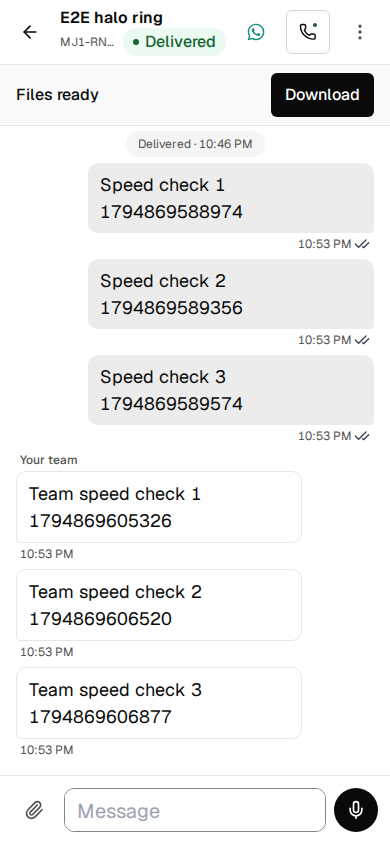 E2E halo ring
MJ1-RN… Delivered
Files ready
Download
Delivered · 10:46 PM
Speed check 1
1794869588974
10:53 PM
Speed check 2
1794869589356
10:53 PM
Speed check 3
1794869589574
10:53 PM
Your team
Team speed check 1
1794869605326
10:53 PM
Team speed check 2
1794869606520
10:53 PM
Team speed check 3
1794869606877
10:53 PM
Message